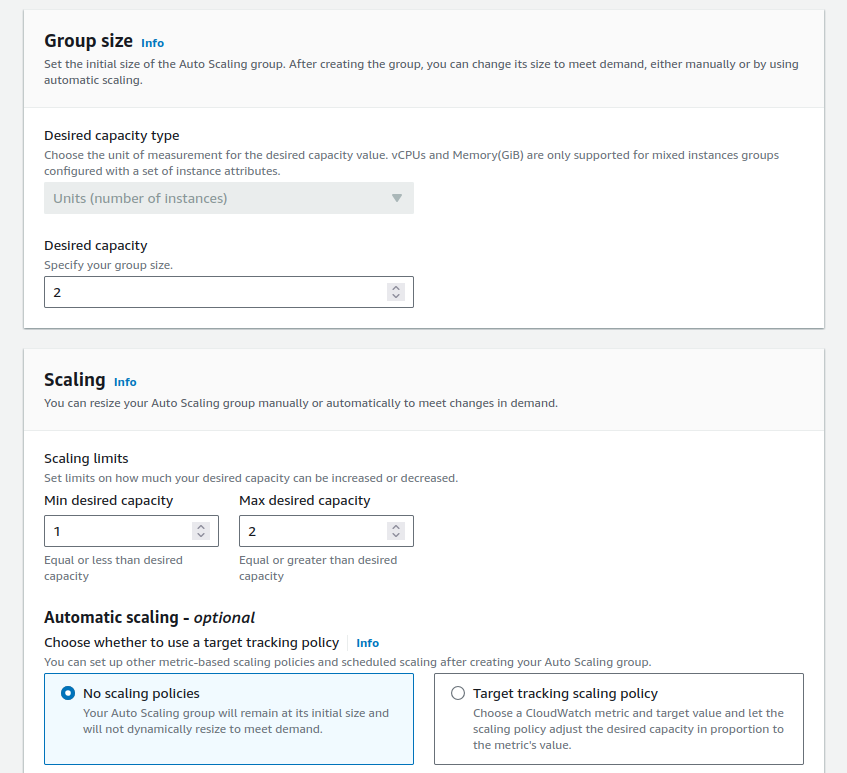 Group size Info
Set the initial size of the Auto Scaling group. After creating the group, you can change its size to meet demand, either manually or by using
automatic scaling.
Desired capacity type
Choose the unit of measurement for the desired capacity value. vCPUs and Memory(GiB) are only supported for mixed instances groups
configured with a set of instance attributes.
Units (number of instances)
Desired capacity
Specify your group size.
2
Scaling Info
You can resize your Auto Scaling group manually or automatically to meet changes in demand.
Scaling limits
Set limits on how much your desired capacity can be increased or decreased.
Min desired capacity Max desired capacity
1 2
Equal or less than desired Equal or greater than desired
capacity capacity
Automatic scaling - optional
Choose whether to use a target tracking policy Info
You can set up other metric-based scaling policies and scheduled scaling after creating your Auto Scaling group.
No scaling policies
Your Auto Scaling group will remain at its initial size and
will not dynamically resize to meet demand.
Target tracking scaling policy
Choose a CloudWatch metric and target value and let the
scaling policy adjust the desired capacity in proportion to
the metric's value.